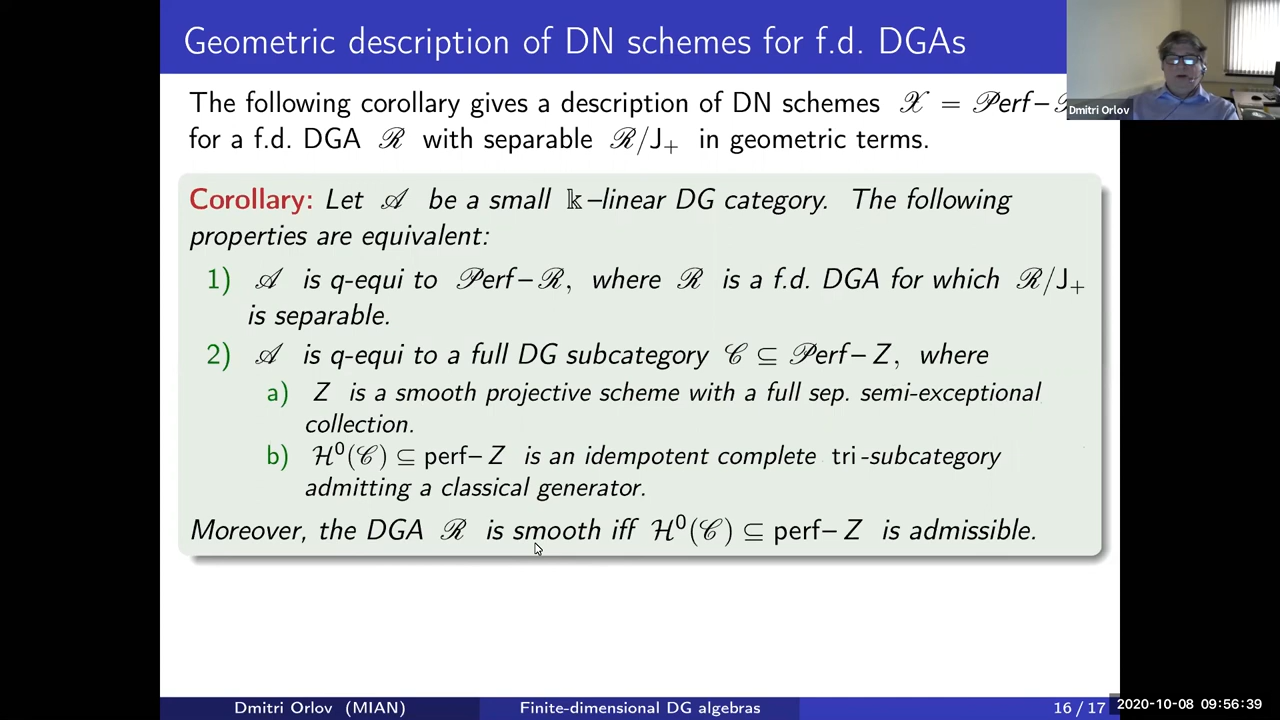 Geometric description of DN schemes for f.d. DGAs
The following corollary gives a description of DN schemes 𝒳 = 𝒫erf–
for a f.d. DGA ℛ with separable ℛ/J₊ in geometric terms.
Corollary: Let 𝒜 be a small 𝕜–linear DG category. The following
properties are equivalent:
1) 𝒜 is q-equi to 𝒫erf–ℛ, where ℛ is a f.d. DGA for which ℛ/J₊
is separable.
2) 𝒜 is q-equi to a full DG subcategory 𝒞 ⊆ 𝒫erf–Z, where
a) Z is a smooth projective scheme with a full sep. semi-exceptional
collection.
b) ℋ⁰(𝒞) ⊆ perf–Z is an idempotent complete tri-subcategory
admitting a classical generator.
Moreover, the DGA ℛ is smooth iff ℋ⁰(𝒞) ⊆ perf–Z is admissible.
Dmitri Orlov
Dmitri Orlov (MIAN) Finite-dimensional DG algebras 16 / 17
2020-10-08 09:56:39